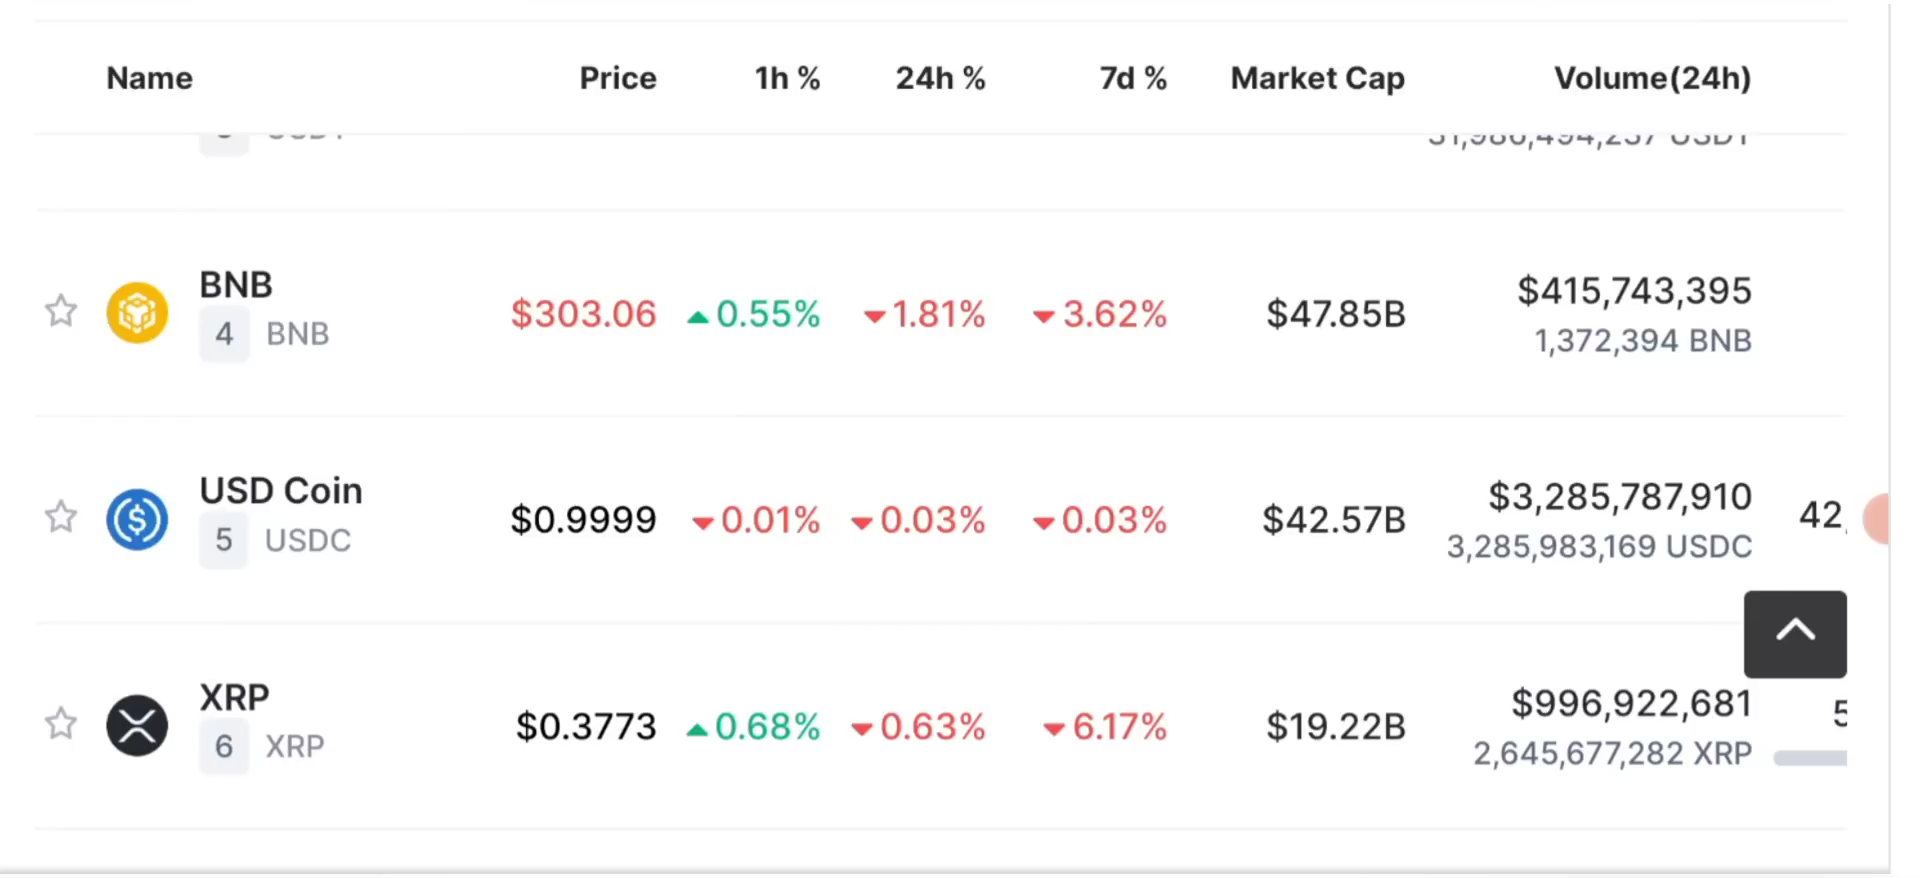 Name Price 1h % 24h % 7d % Market Cap Volume(24h)
BNB
4 BNB
$303.06 0.55% 1.81% 3.62% $47.85B
$415,743,395
1,372,394 BNB
USD Coin
5 USDC
$0.9999 0.01% 0.03% 0.03% $42.57B
$3,285,787,910
3,285,983,169 USDC
42,
XRP
6 XRP
$0.3773 0.68% 0.63% 6.17% $19.22B
$996,922,681
2,645,677,282 XRP
5